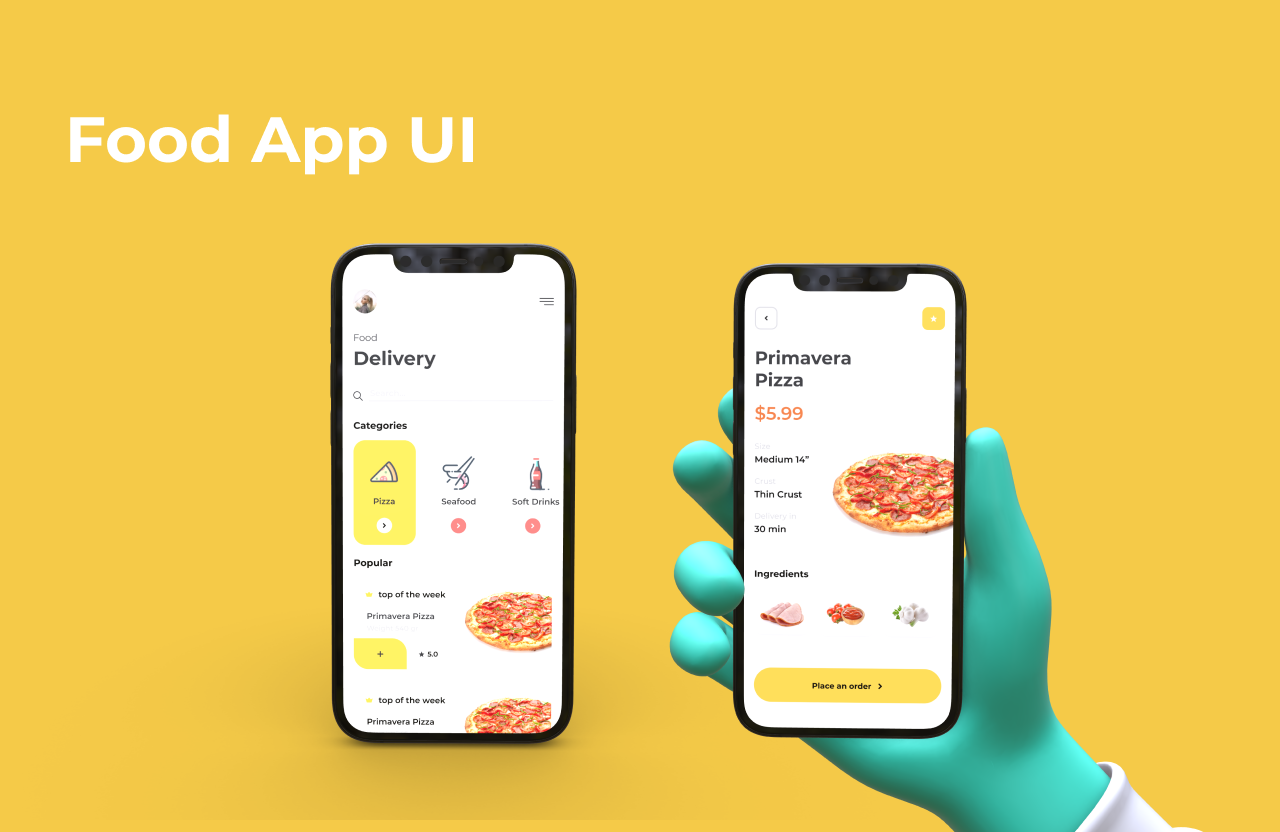 Food App UI
Food
Delivery
Categories
Pizza
Seafood
Soft Drinks
Popular
top of the week
Primavera Pizza
+
★ 5.0
top of the week
Primavera Pizza
Primavera
Pizza
$5.99
Size
Medium 14”
Crust
Thin Crust
Delivery in
30 min
Ingredients
Place an order